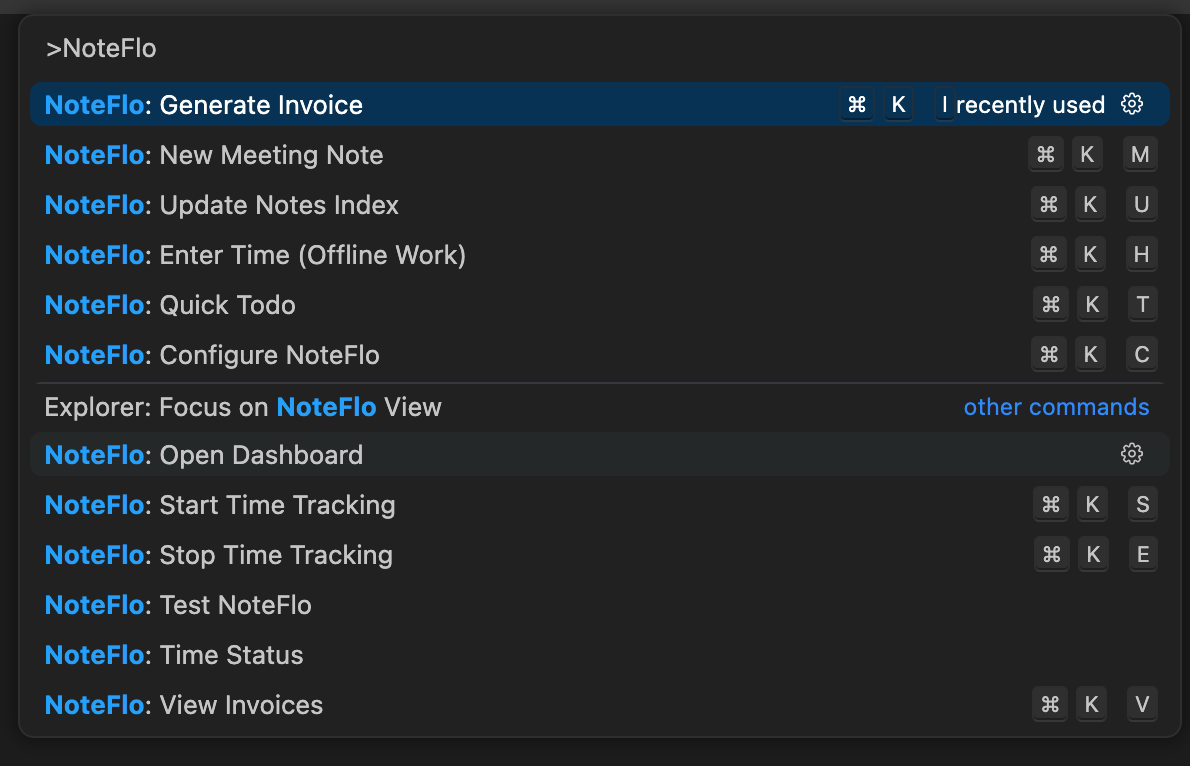 >NoteFlo
NoteFlo: Generate Invoice ⌘ K I recently used
NoteFlo: New Meeting Note ⌘ K M
NoteFlo: Update Notes Index ⌘ K U
NoteFlo: Enter Time (Offline Work) ⌘ K H
NoteFlo: Quick Todo ⌘ K T
NoteFlo: Configure NoteFlo ⌘ K C
Explorer: Focus on NoteFlo View other commands
NoteFlo: Open Dashboard
NoteFlo: Start Time Tracking ⌘ K S
NoteFlo: Stop Time Tracking ⌘ K E
NoteFlo: Test NoteFlo
NoteFlo: Time Status
NoteFlo: View Invoices ⌘ K V